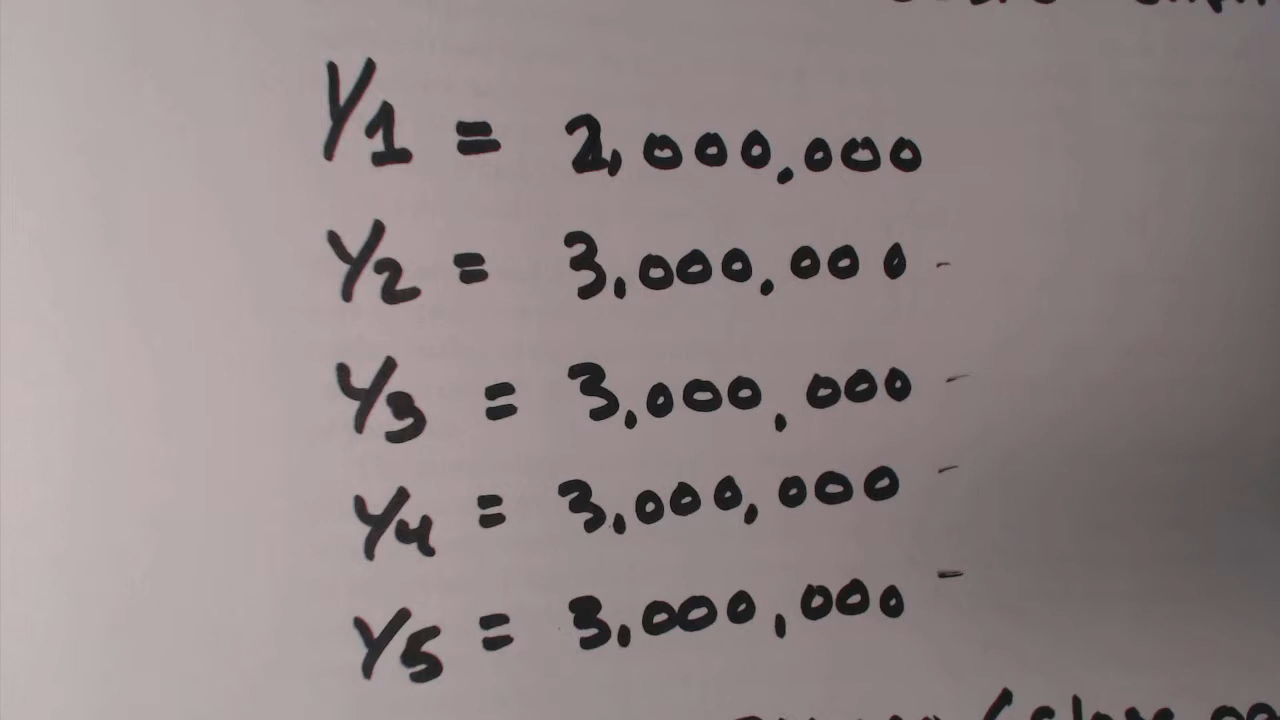 Y1 = 2,000,000
Y2 = 3,000,000 -
Y3 = 3,000,000 -
Y4 = 3,000,000 -
Y5 = 3,000,000 -